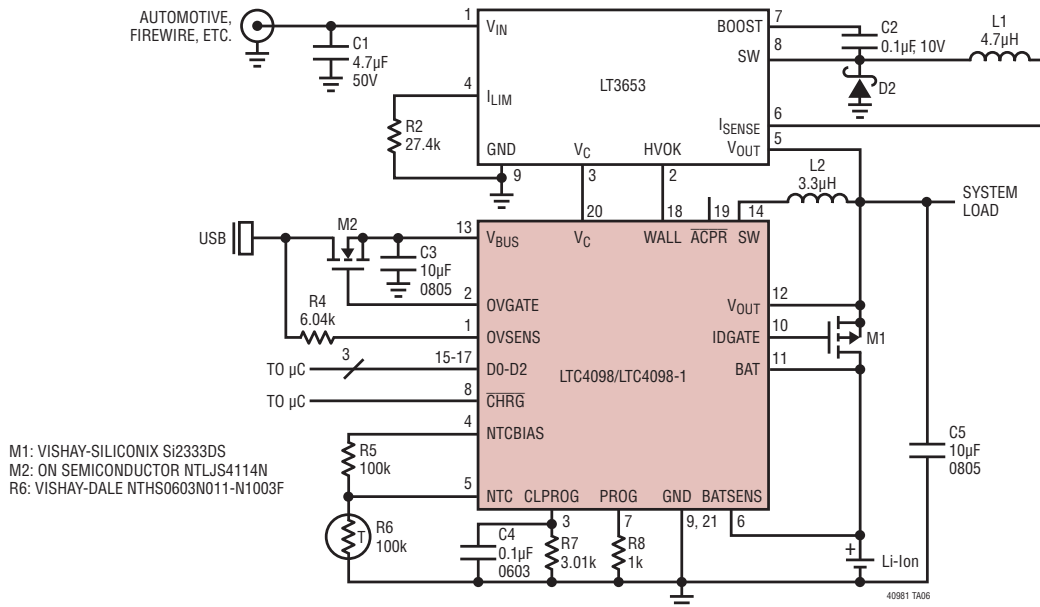 AUTOMOTIVE,
FIREWIRE, ETC.
1
VIN
C1
4.7µF
50V
4
ILIM
R2
27.4k
GND
9
VC
3
HVOK
2
LT3653
BOOST
7
SW
8
C2
0.1µF, 10V
L1
4.7µH
D2
ISENSE
6
VOUT
5
L2
3.3µH
SYSTEM
LOAD
20
18
19
14
USB
M2
13
VBUS
VC
WALL
ACPR
SW
C3
10µF
0805
2
OVGATE
R4
6.04k
1
OVSENS
TO µC
3
15-17
D0-D2
TO µC
8
CHRG
4
NTCBIAS
VOUT
12
IDGATE
10
M1
BAT
11
LTC4098/LTC4098-1
C5
10µF
0805
M1: VISHAY-SILICONIX Si2333DS
M2: ON SEMICONDUCTOR NTLJS4114N
R6: VISHAY-DALE NTHS0603N011-N1003F
R5
100k
5
NTC
CLPROG
PROG
GND
BATSENS
3
7
9, 21
6
T
R6
100k
C4
0.1µF
0603
R7
3.01k
R8
1k
+
Li-Ion
40981 TA06